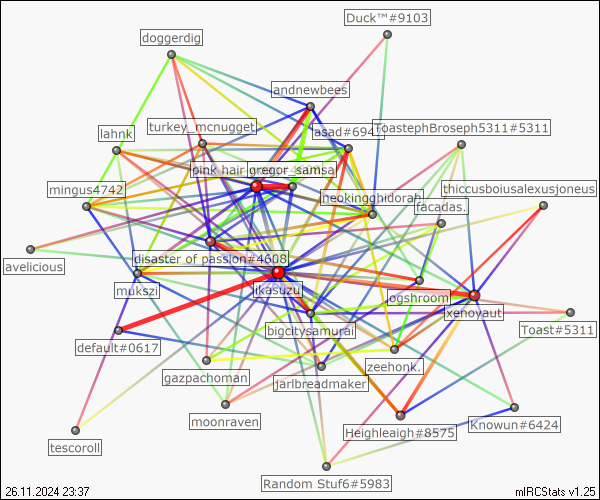 Duck™#9103
doggerdig
andnewbees
turkey_mcnugget
lahnk
asad#694
ToastephBroseph5311#5311
pink hair gregor_samsa
mingus4742
neokingghidorah
thiccusboiusalexusjoneus
facadas.
avelicious
disaster of passion#4608
mukszi
ikasuzu
ogshroom
xenoyaut
bigcitysamurai
Toast#5311
default#0617
zeehonk.
gazpachoman
jarlbreadmaker
moonraven
Knowun#6424
Heighleaigh#8575
tescoroll
Random Stuf6#5983
26.11.2024 23:37
mIRCStats v1.25